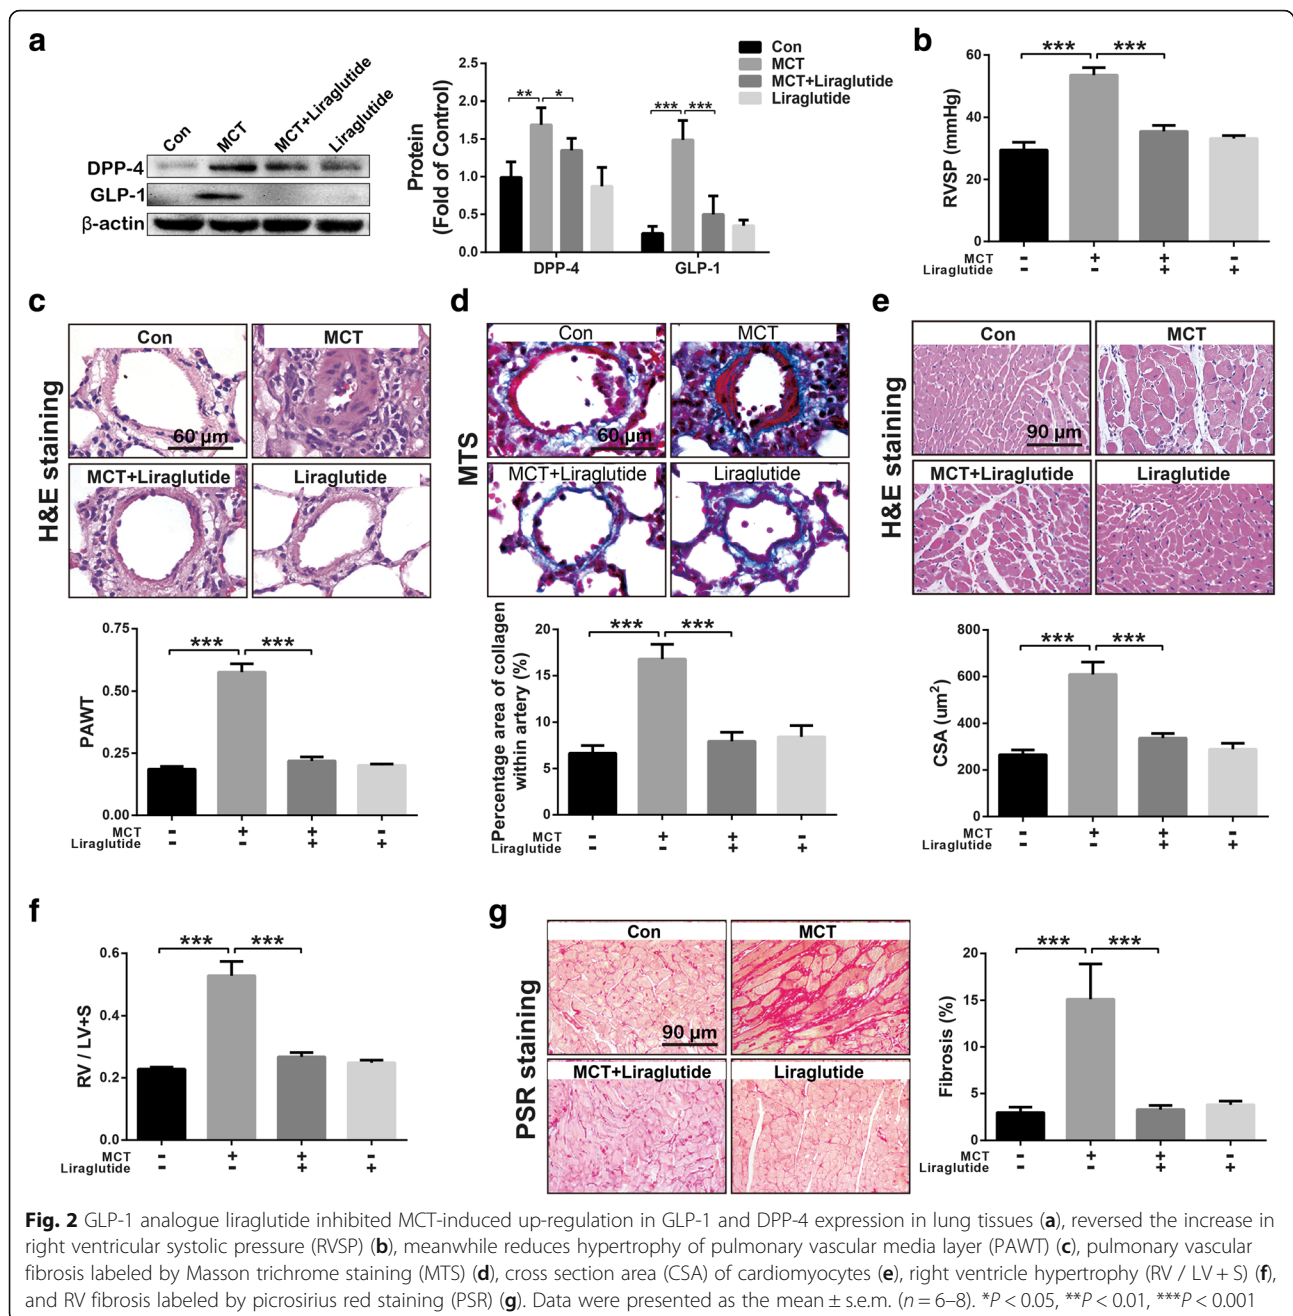 a
Con
MCT
MCT+Liraglutide
Liraglutide
DPP-4
GLP-1
β-actin
Con
MCT
MCT+Liraglutide
Liraglutide
Protein
(Fold of Control)
2.5
2.0
1.5
1.0
0.5
0.0
** *
*** ***
DPP-4 GLP-1
b
RVSP (mmHg)
60
40
20
0
*** ***
MCT - + + -
Liraglutide - - + +
c
H&E staining
Con MCT
60 µm
MCT+Liraglutide Liraglutide
PAWT
0.75
0.50
0.25
0.00
*** ***
MCT - + + -
Liraglutide - - + +
d
MTS
Con MCT
60 µm
MCT+Liraglutide Liraglutide
Percentage area of collagen
within artery (%)
20
15
10
5
0
*** ***
MCT - + + -
Liraglutide - - + +
e
H&E staining
Con MCT
90 µm
MCT+Liraglutide Liraglutide
CSA (um²)
800
600
400
200
0
*** ***
MCT - + + -
Liraglutide - - + +
f
RV / LV+S
0.6
0.4
0.2
0.0
*** ***
MCT - + + -
Liraglutide - - + +
g
PSR staining
Con MCT
90 µm
MCT+Liraglutide Liraglutide
Fibrosis (%)
20
15
10
5
0
*** ***
MCT - + + -
Liraglutide - - + +
Fig. 2 GLP-1 analogue liraglutide inhibited MCT-induced up-regulation in GLP-1 and DPP-4 expression in lung tissues (a), reversed the increase in
right ventricular systolic pressure (RVSP) (b), meanwhile reduces hypertrophy of pulmonary vascular media layer (PAWT) (c), pulmonary vascular
fibrosis labeled by Masson trichrome staining (MTS) (d), cross section area (CSA) of cardiomyocytes (e), right ventricle hypertrophy (RV / LV + S) (f),
and RV fibrosis labeled by picrosirius red staining (PSR) (g). Data were presented as the mean ± s.e.m. (n = 6–8). *P < 0.05, **P < 0.01, ***P < 0.001